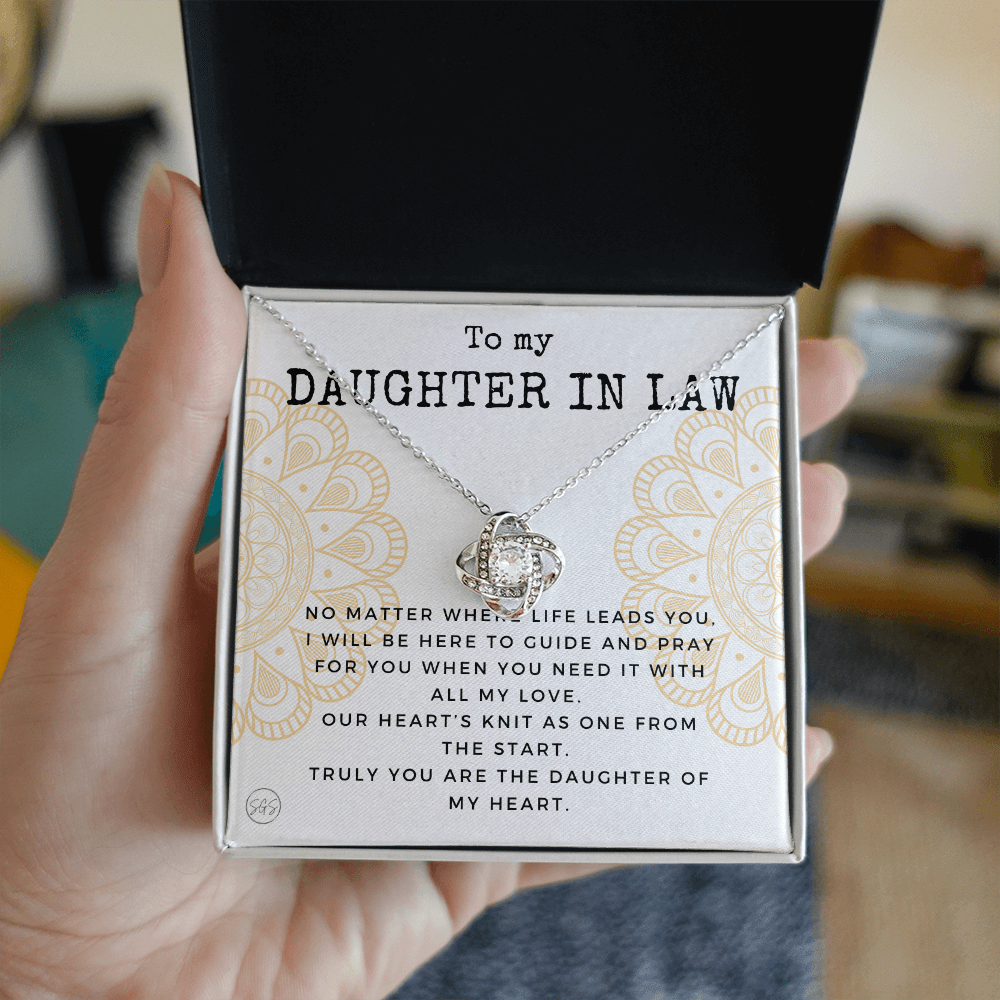 To my
DAUGHTER IN LAW
NO MATTER WHERE LIFE LEADS YOU,
I WILL BE HERE TO GUIDE AND PRAY
FOR YOU WHEN YOU NEED IT WITH
ALL MY LOVE.
OUR HEART'S KNIT AS ONE FROM
THE START.
TRULY YOU ARE THE DAUGHTER OF
MY HEART.
SGS